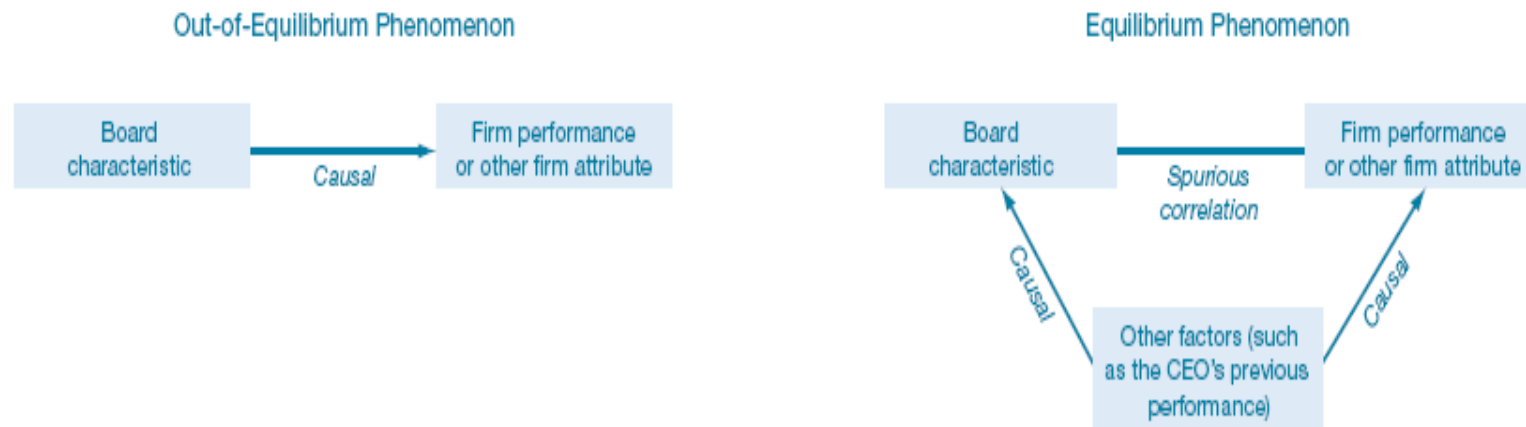 Out-of-Equilibrium Phenomenon
Board
characteristic
Causal
Firm performance
or other firm attribute
Equilibrium Phenomenon
Board
characteristic
Spurious
correlation
Firm performance
or other firm attribute
Causal
Causal
Other factors (such
as the CEO's previous
performance)